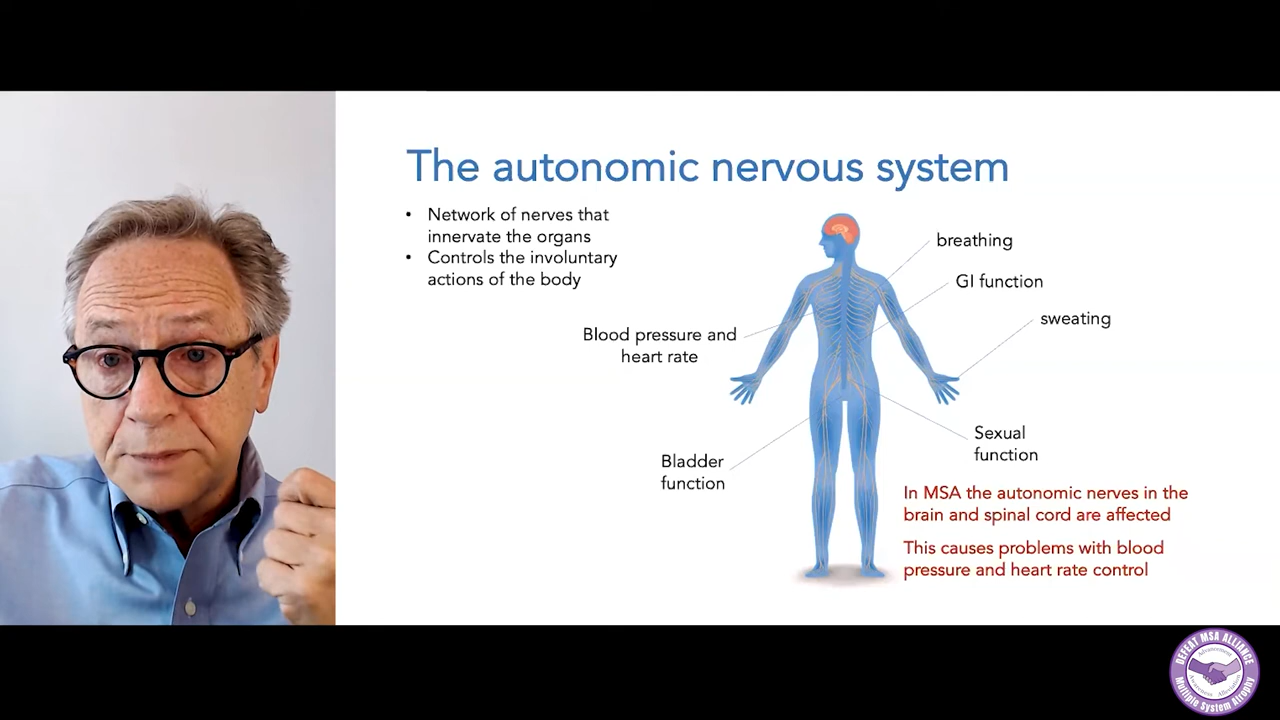 The autonomic nervous system
• Network of nerves that
innervate the organs
• Controls the involuntary
actions of the body
breathing
GI function
sweating
Blood pressure and
heart rate
Sexual
function
Bladder
function
In MSA the autonomic nerves in the
brain and spinal cord are affected
This causes problems with blood
pressure and heart rate control
DEFEAT MSA ALLIANCE
Advancement
Awareness
Multiple System Atrophy